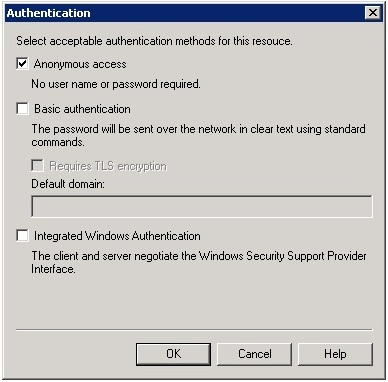 Authentication
Select acceptable authentication methods for this resouce.
Anonymous access
No user name or password required.
Basic authentication
The password will be sent over the network in clear text using standard
commands.
Requires TLS encryption
Default domain:
Integrated Windows Authentication
The client and server negotiate the Windows Security Support Provider
Interface.
OK
Cancel
Help